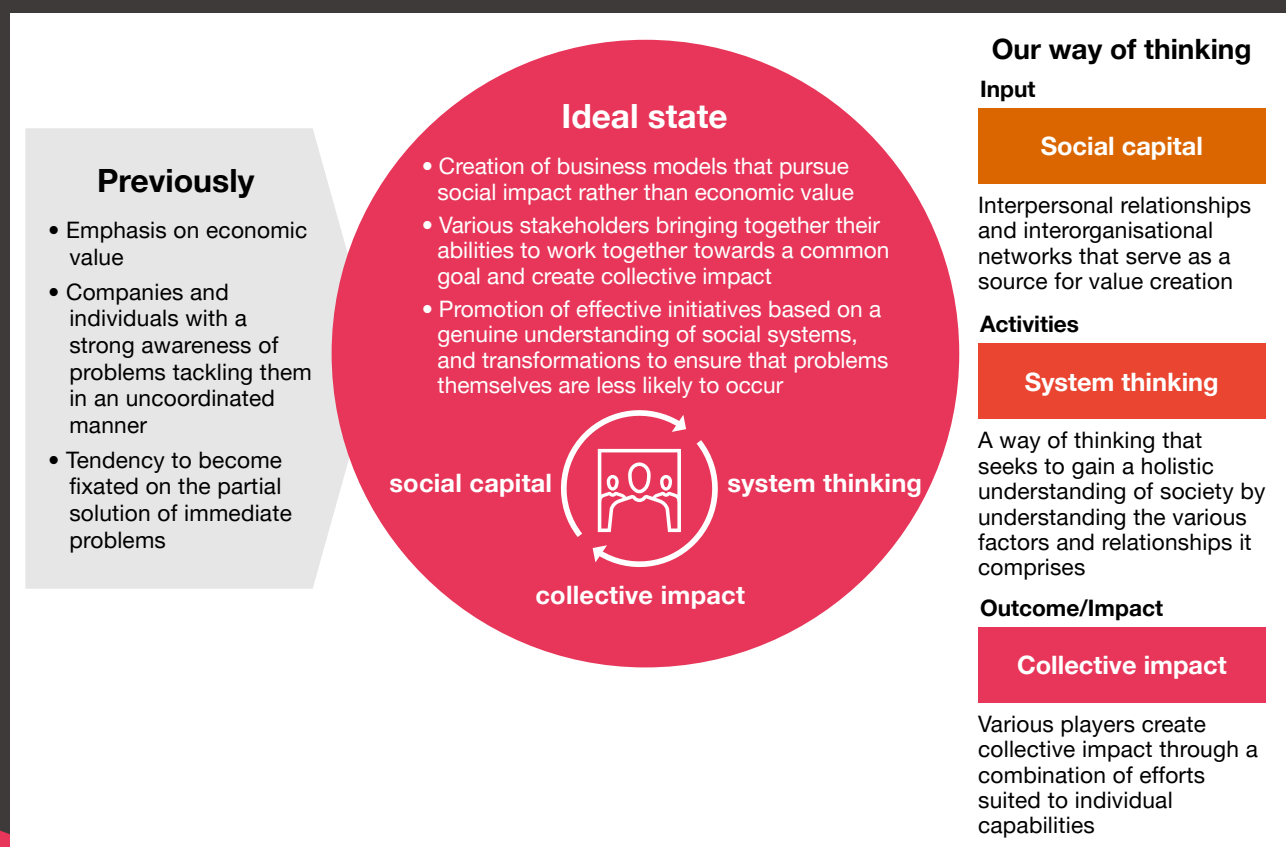 Previously
• Emphasis on economic
value
• Companies and
individuals with a
strong awareness of
problems tackling them
in an uncoordinated
manner
• Tendency to become
fixated on the partial
solution of immediate
problems
Ideal state
• Creation of business models that pursue
social impact rather than economic value
• Various stakeholders bringing together their
abilities to work together towards a common
goal and create collective impact
• Promotion of effective initiatives based on a
genuine understanding of social systems,
and transformations to ensure that problems
themselves are less likely to occur
social capital
system thinking
collective impact
Our way of thinking
Input
Social capital
Interpersonal relationships
and interorganisational
networks that serve as a
source for value creation
Activities
System thinking
A way of thinking that
seeks to gain a holistic
understanding of society by
understanding the various
factors and relationships it
comprises
Outcome/Impact
Collective impact
Various players create
collective impact through a
combination of efforts
suited to individual
capabilities